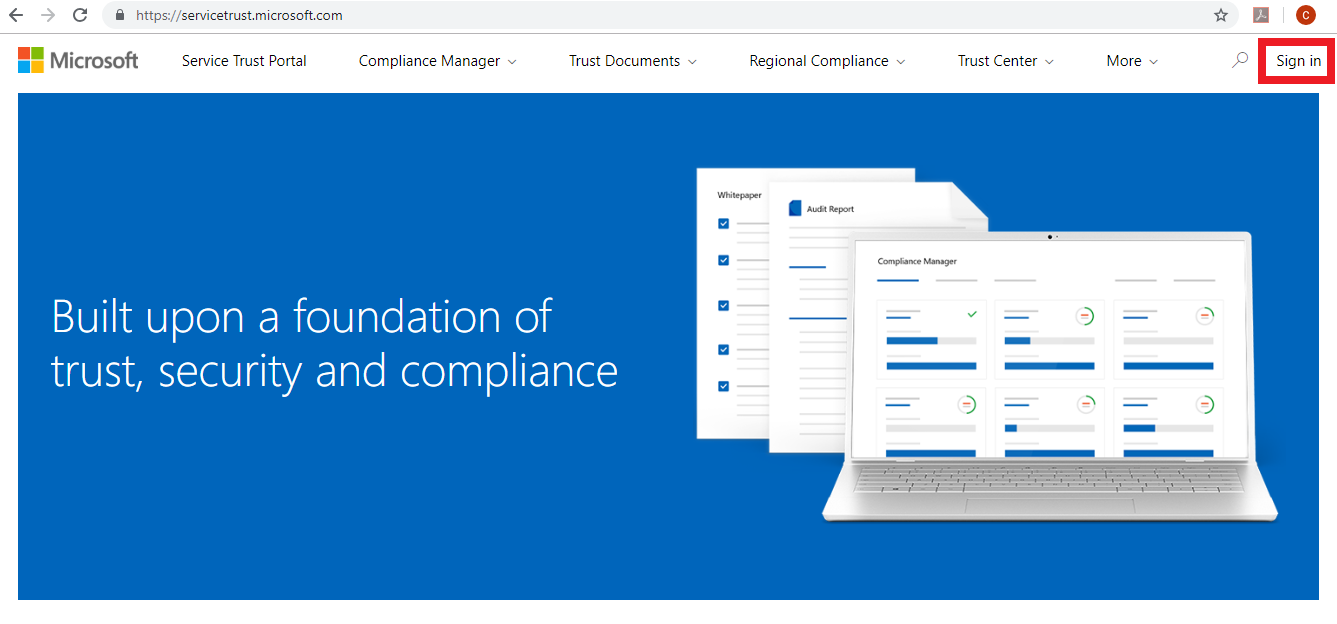 https://servicetrust.microsoft.com
C
Microsoft
Service Trust Portal
Compliance Manager
Trust Documents
Regional Compliance
Trust Center
More
Sign in
Built upon a foundation of
trust, security and compliance
Whitepaper
Audit Report
Compliance Manager